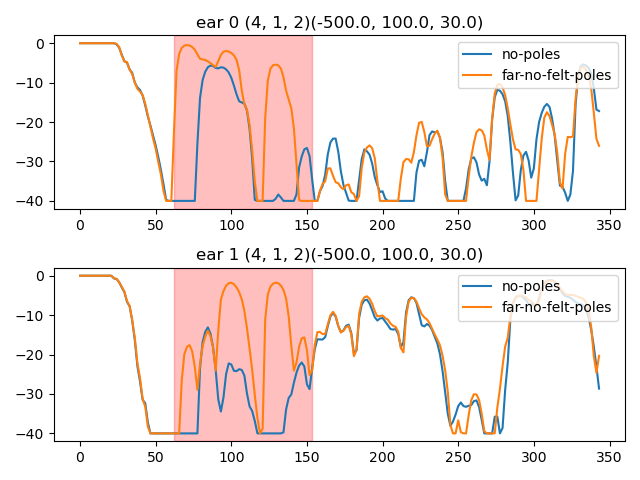 ear 0 (4, 1, 2)(-500.0, 100.0, 30.0)
0
−10
−20
−30
−40
no-poles
far-no-felt-poles
0 50 100 150 200 250 300 350
ear 1 (4, 1, 2)(-500.0, 100.0, 30.0)
0
−10
−20
−30
−40
no-poles
far-no-felt-poles
0 50 100 150 200 250 300 350